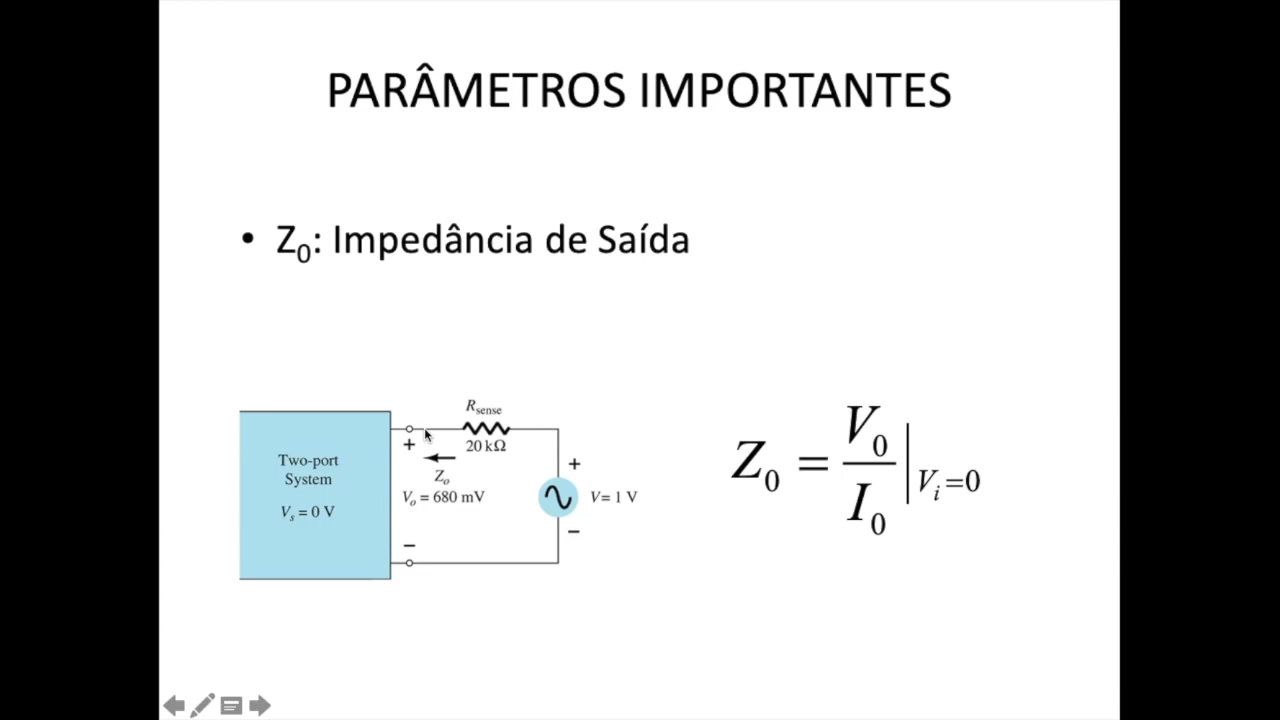 PARÂMETROS IMPORTANTES
• Z₀: Impedância de Saída
Two-port
System
Vₛ = 0 V
+
−
Rsense
20 kΩ
Zₒ
Vₒ = 680 mV
+
V = 1 V
−
Z₀ = V₀ / I₀ | Vᵢ=0